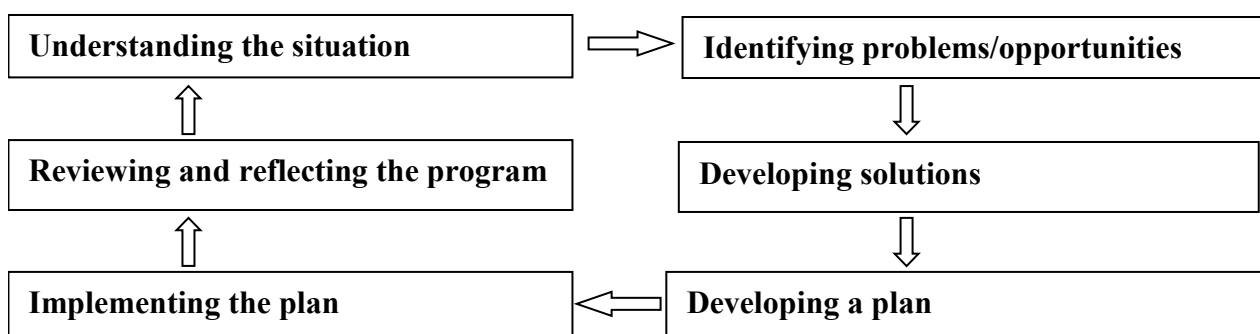 Understanding the situation
Identifying problems/opportunities
Reviewing and reflecting the program
Developing solutions
Implementing the plan
Developing a plan